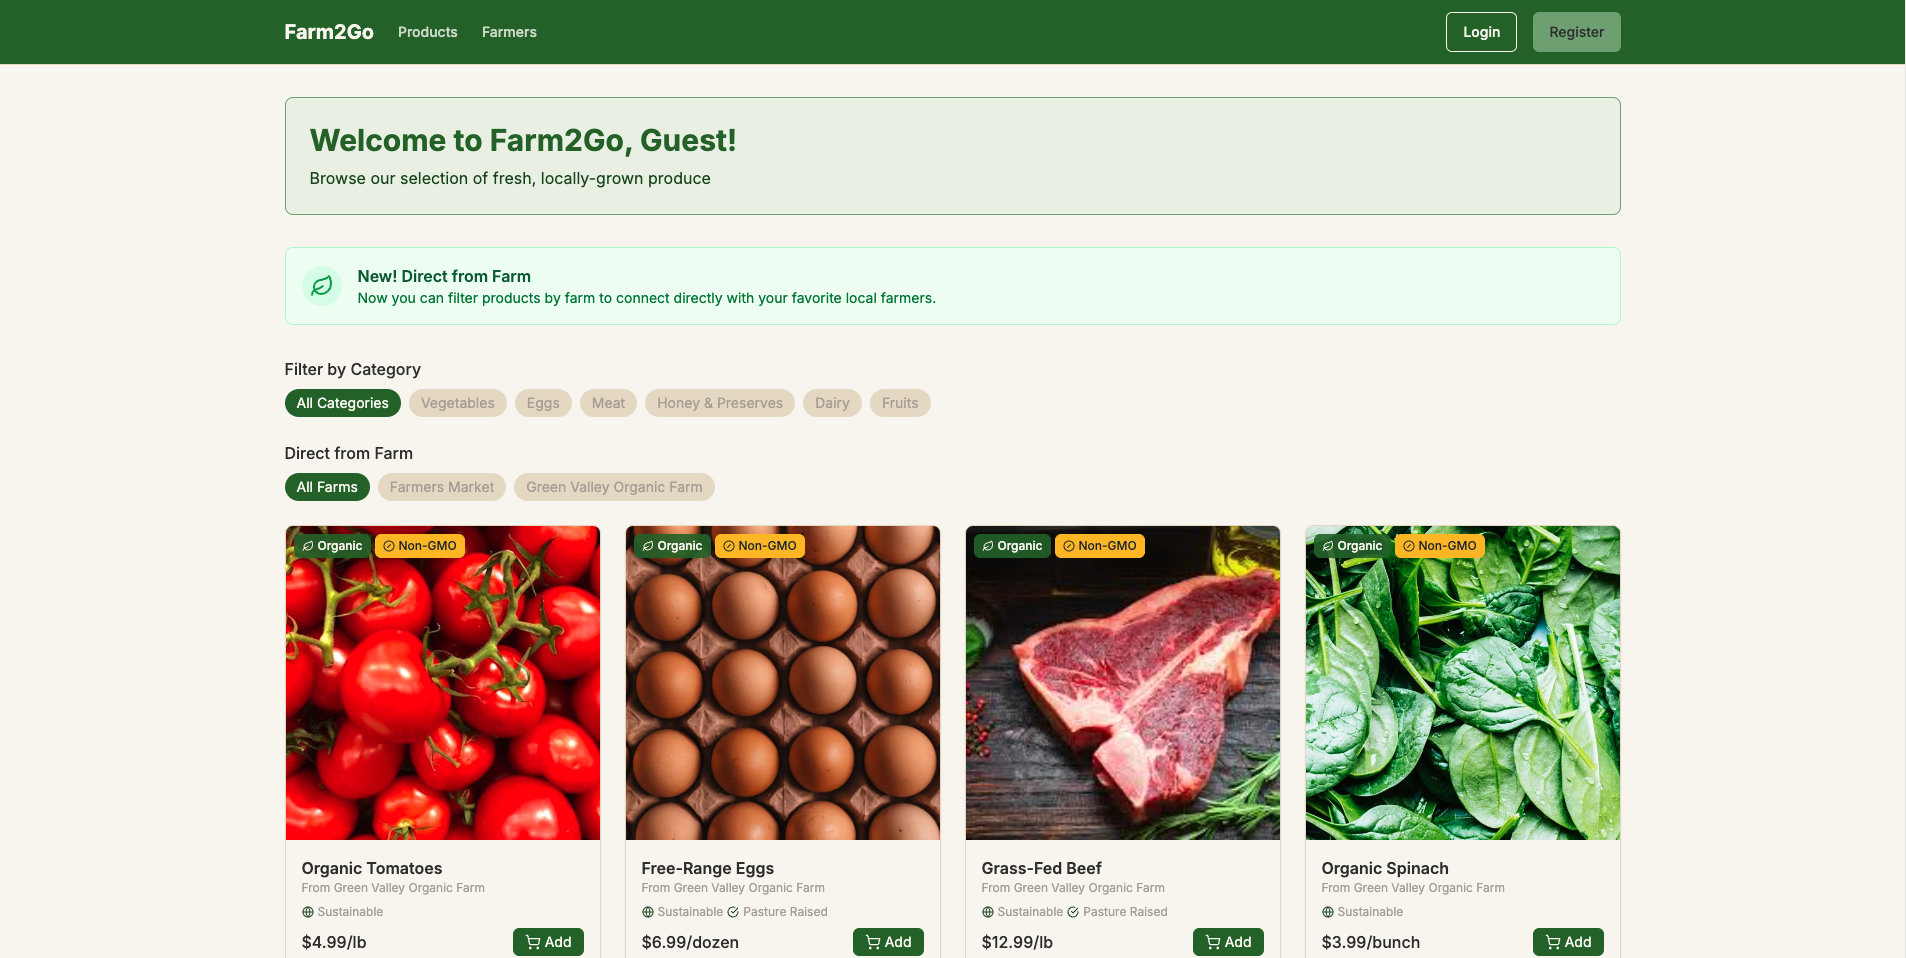 Farm2Go Products Farmers Login Register
Welcome to Farm2Go, Guest!
Browse our selection of fresh, locally-grown produce
New! Direct from Farm
Now you can filter products by farm to connect directly with your favorite local farmers.
Filter by Category
All Categories Vegetables Eggs Meat Honey & Preserves Dairy Fruits
Direct from Farm
All Farms Farmers Market Green Valley Organic Farm
Organic Non-GMO
Organic Tomatoes
From Green Valley Organic Farm
Sustainable
$4.99/lb Add
Organic Non-GMO
Free-Range Eggs
From Green Valley Organic Farm
Sustainable Pasture Raised
$6.99/dozen Add
Organic Non-GMO
Grass-Fed Beef
From Green Valley Organic Farm
Sustainable Pasture Raised
$12.99/lb Add
Organic Non-GMO
Organic Spinach
From Green Valley Organic Farm
Sustainable
$3.99/bunch Add